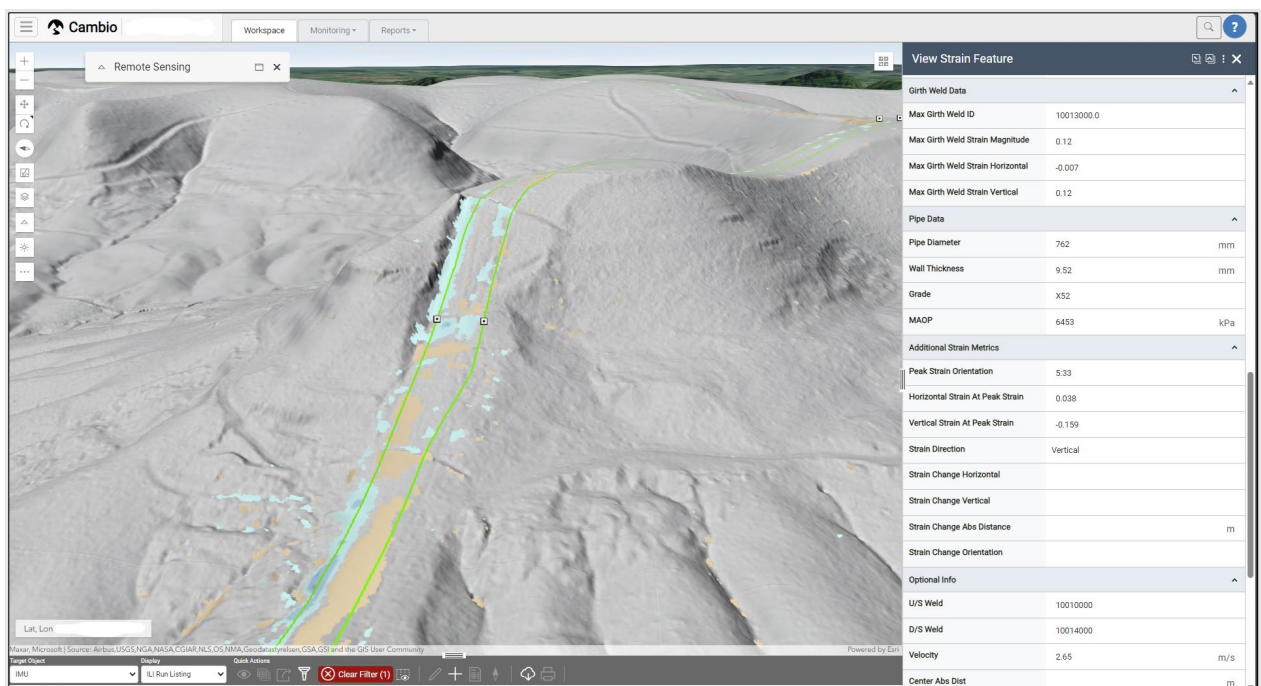 Cambio
Workspace
Monitoring
Reports
?
Remote Sensing
View Strain Feature
Girth Weld Data
Max Girth Weld ID 10013000.0
Max Girth Weld Strain Magnitude 0.12
Max Girth Weld Strain Horizontal -0.007
Max Girth Weld Strain Vertical 0.12
Pipe Data
Pipe Diameter 762 mm
Wall Thickness 9.52 mm
Grade X52
MAOP 6453 kPa
Additional Strain Metrics
Peak Strain Orientation 5:33
Horizontal Strain At Peak Strain 0.038
Vertical Strain At Peak Strain -0.159
Strain Direction Vertical
Strain Change Horizontal
Strain Change Vertical
Strain Change Abs Distance m
Strain Change Orientation
Optional Info
U/S Weld 10010000
D/S Weld 10014000
Velocity 2.65 m/s
Center Abs Dist m
Lat, Lon
Maxar, Microsoft | Source: Airbus,USGS,NGA,NASA,CGIAR,NLS,OS,NMA,Geodatastyrelsen,GSA,GSI and the GIS User Community
Powered by Esri
Target Object
IMU
Display
ILI Run Listing
Quick Actions
Clear Filter (1)